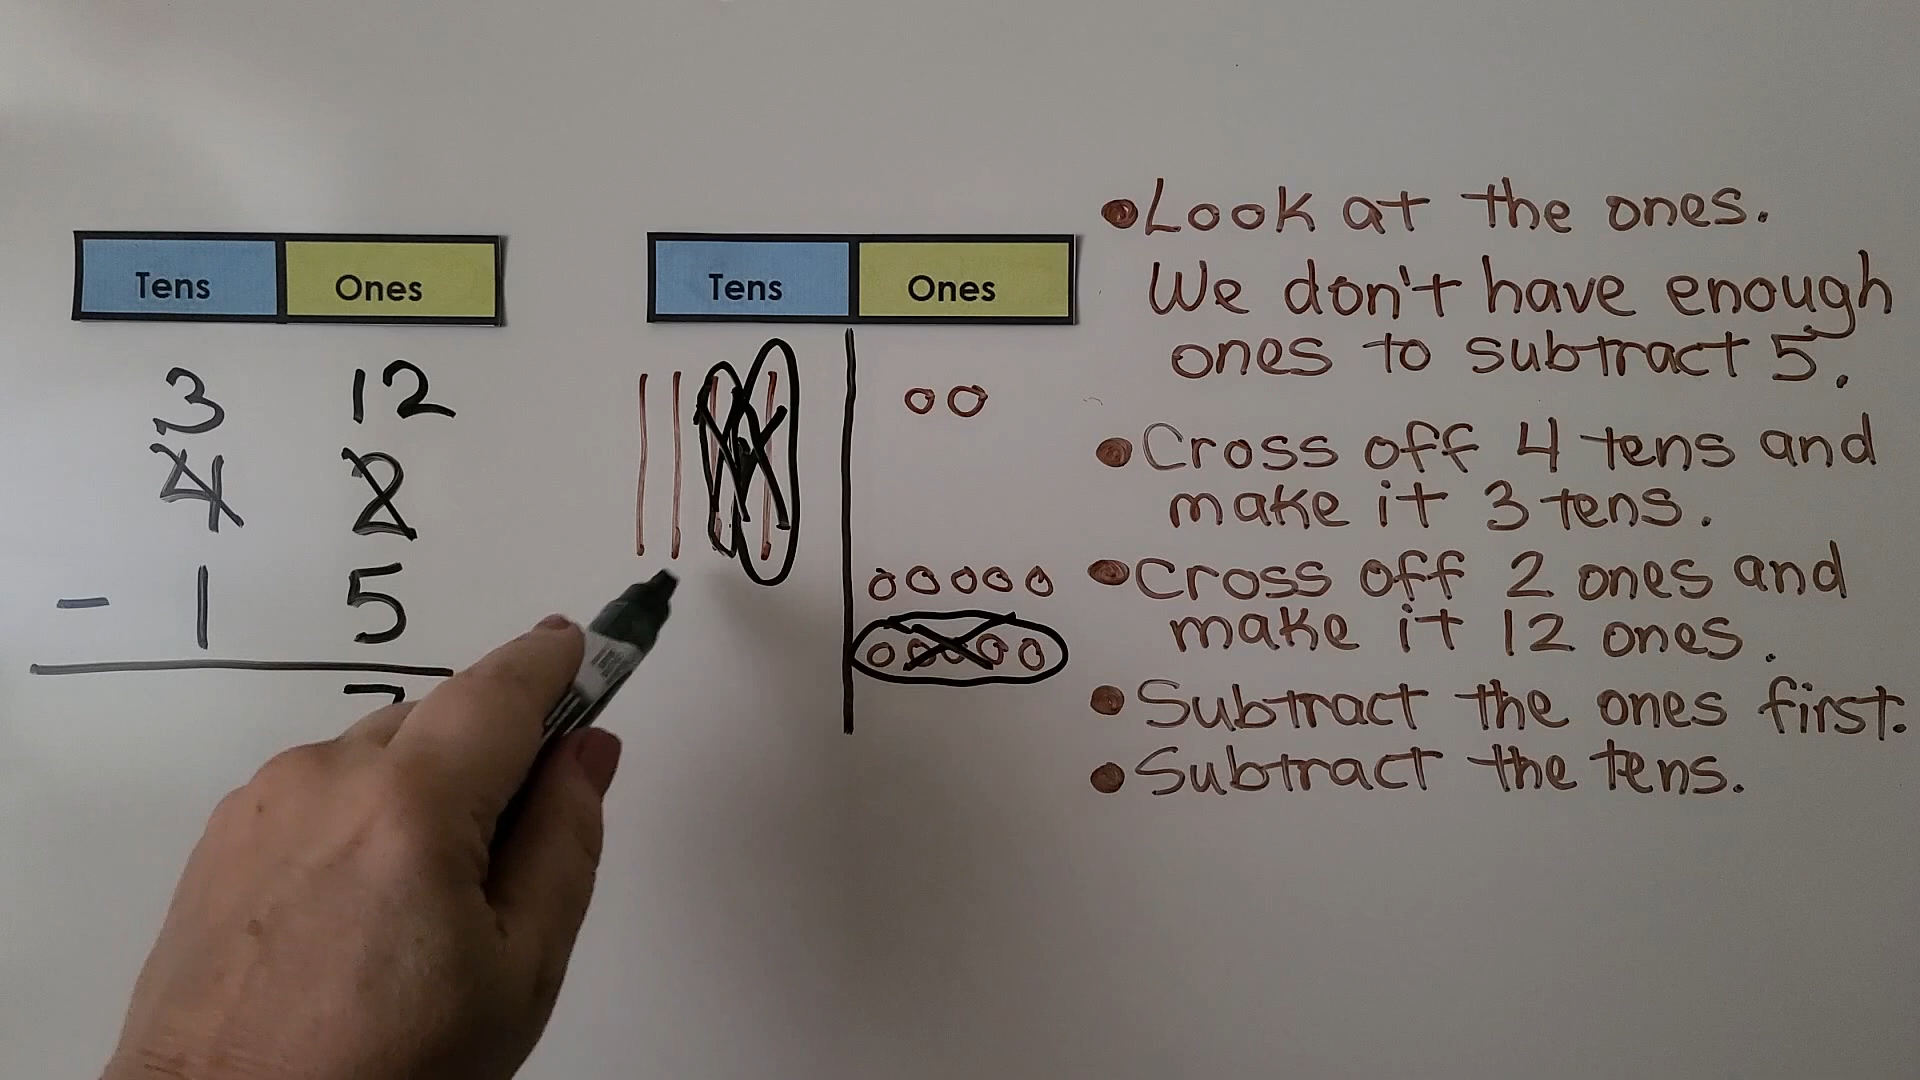 Tens Ones
3 12
4 2
- 1 5
7
Tens Ones
Look at the ones.
We don't have enough
ones to subtract 5.
Cross off 4 tens and
make it 3 tens.
Cross off 2 ones and
make it 12 ones.
Subtract the ones first.
Subtract the tens.